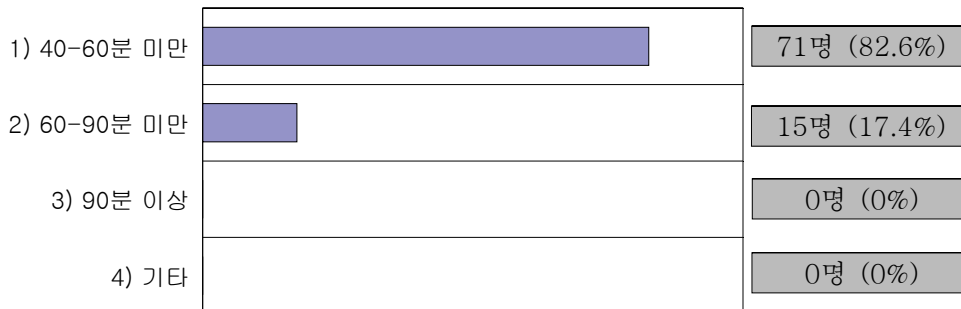 1) 40-60분 미만 71명 (82.6%)
2) 60-90분 미만 15명 (17.4%)
3) 90분 이상 0명 (0%)
4) 기타 0명 (0%)